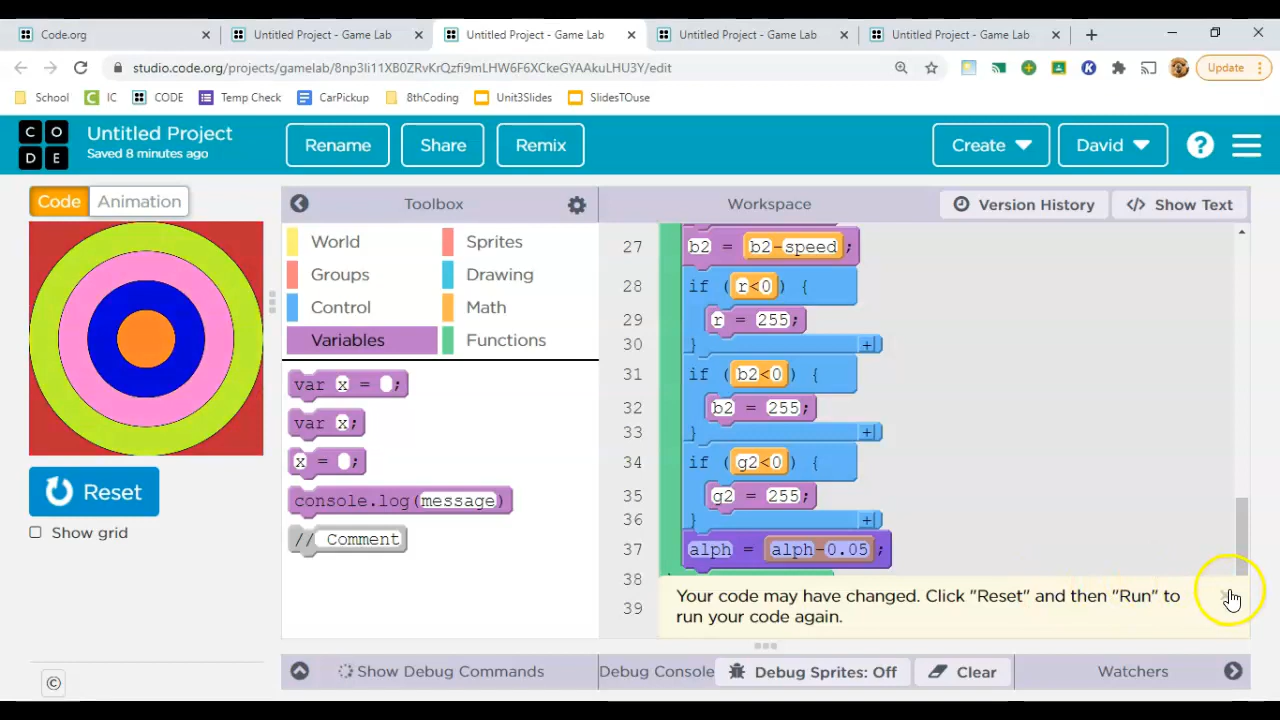 Code.org
Untitled Project - Game Lab
Untitled Project - Game Lab
Untitled Project - Game Lab
Untitled Project - Game Lab
studio.code.org/projects/gamelab/8np3Ii11XB0ZRvKrQzfi9mLHW6F6XCkeGYAAkuLHU3Y/edit
Update
School
IC
CODE
Temp Check
CarPickup
8thCoding
Unit3Slides
SlidesTOuse
C O
D E
Untitled Project
Saved 8 minutes ago
Rename
Share
Remix
Create
David
?
Code
Animation
Toolbox
Workspace
Version History
</> Show Text
World
Sprites
Groups
Drawing
Control
Math
Variables
Functions
var x = ;
var x;
x = ;
console.log(message)
// Comment
27 b2 = b2-speed ;
28 if (r<0) {
29 r = 255;
30 }
31 if (b2<0) {
32 b2 = 255;
33 }
34 if (g2<0) {
35 g2 = 255;
36 }
37 alph = alph-0.05 ;
38
39
Your code may have changed. Click "Reset" and then "Run" to
run your code again.
Reset
Show grid
©
Show Debug Commands
Debug Console
Debug Sprites: Off
Clear
Watchers